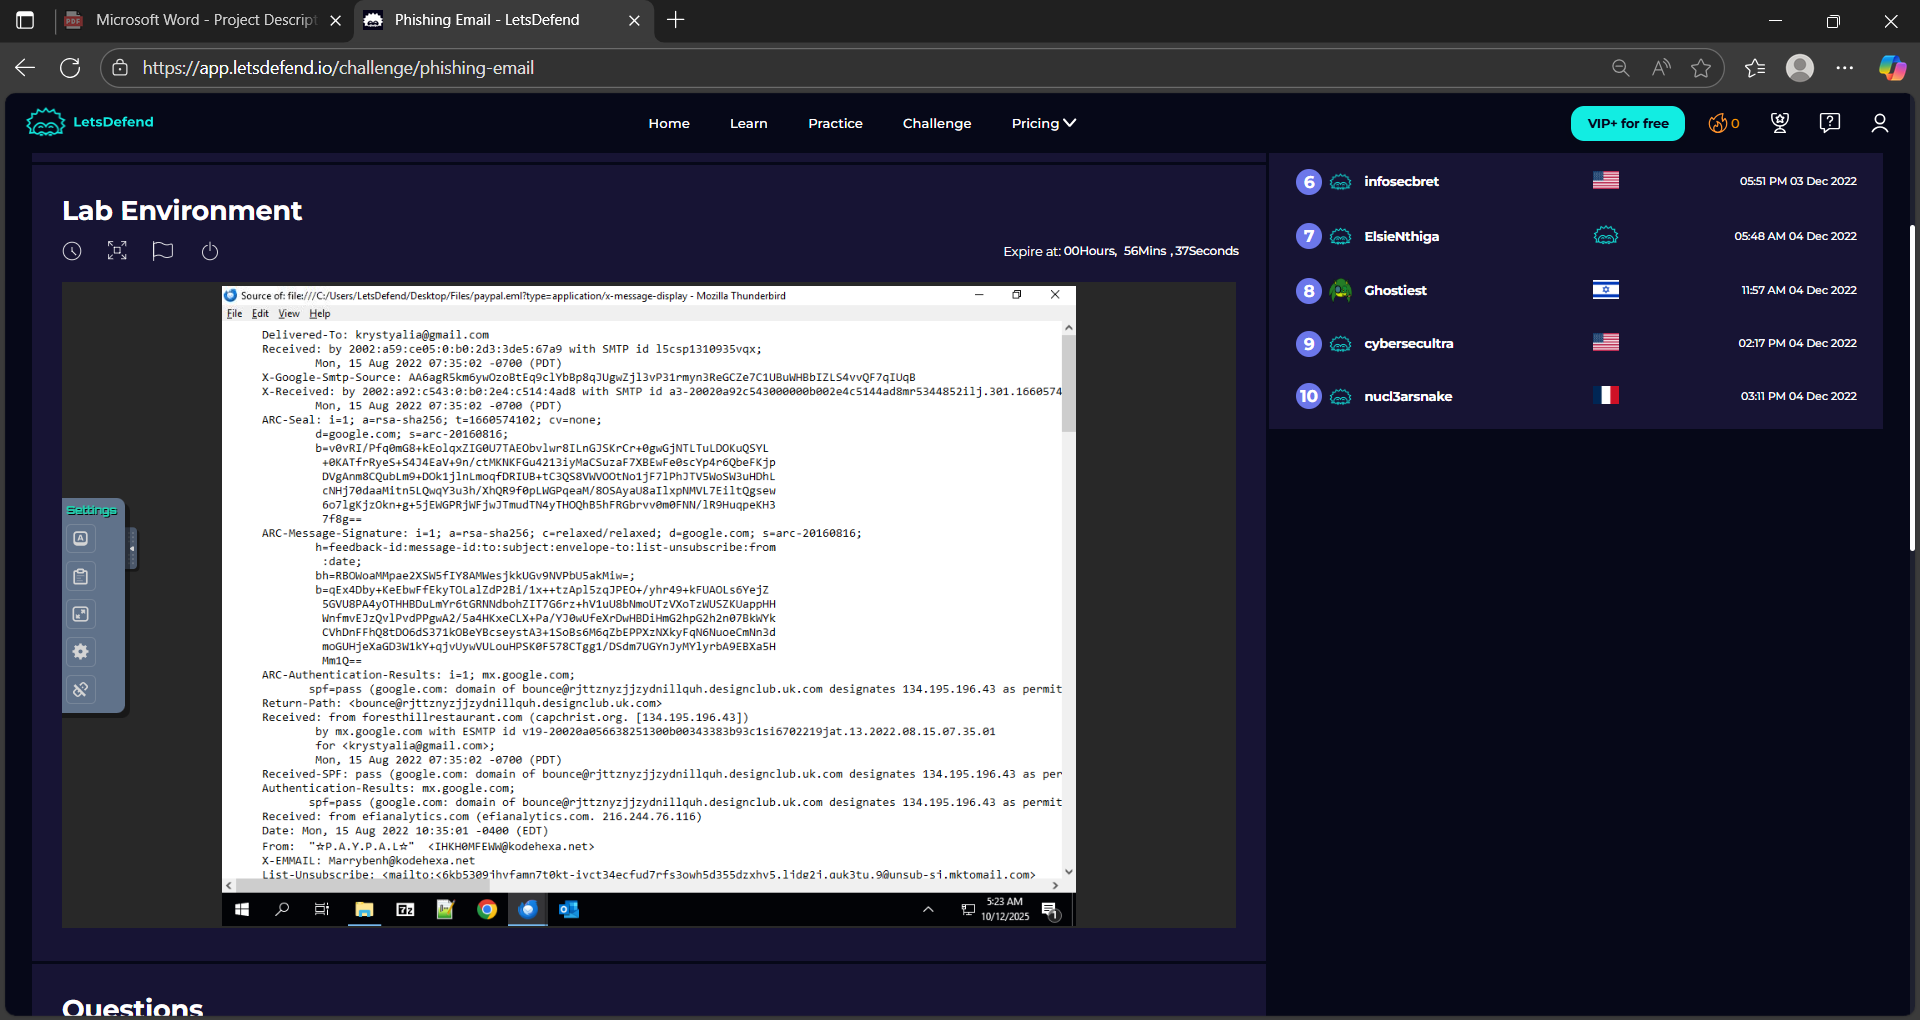 Microsoft Word - Project Descript
Phishing Email - LetsDefend
https://app.letsdefend.io/challenge/phishing-email
LetsDefend
Home
Learn
Practice
Challenge
Pricing
VIP+ for free
0
6 infosecbret 05:51 PM 03 Dec 2022
7 ElsieNthiga 05:48 AM 04 Dec 2022
8 Ghostiest 11:57 AM 04 Dec 2022
9 cybersecultra 02:17 PM 04 Dec 2022
10 nucl3arsnake 03:11 PM 04 Dec 2022
Lab Environment
Expire at: 00Hours, 56Mins , 37Seconds
Settings
Source of: file:///C:/Users/LetsDefend/Desktop/Files/paypal.eml?type=application/x-message-display - Mozilla Thunderbird
File Edit View Help
Delivered-To: krystyalia@gmail.com
Received: by 2002:a59:ce05:0:b0:2d3:3de5:67a9 with SMTP id l5csp1310935vqx;
Mon, 15 Aug 2022 07:35:02 -0700 (PDT)
X-Google-Smtp-Source: AA6agR5km6ywOzoBtEq9clYbBp8qJUgwZjl3vP31rmyn3ReGCZe7C1UBuWHBbIZLS4vvQF7qIUqB
X-Received: by 2002:a92:c543:0:b0:2e4:c514:4ad8 with SMTP id a3-20020a92c543000000b002e4c5144ad8mr5344852ilj.301.1660574
Mon, 15 Aug 2022 07:35:02 -0700 (PDT)
ARC-Seal: i=1; a=rsa-sha256; t=1660574102; cv=none;
d=google.com; s=arc-20160816;
b=v0vRI/Pfq0mG8+kEolqxZIG0U7TAEObvlwr8ILnGJSKrCr+0gwGjNTLTuLDOKuQSYL
+0KATfrRyeS+S4J4EaV+9n/ctMKNKFGu4213iyMaCSuzaF7XBEwFe0scYp4r6QbeFKjp
DVgAnm8CQubLm9+DOk1jlnLmoqfDRIUB+tC3QS8VWVOOtNo1jF7lPhJTV5WoSW3uHDhL
cNHj70daaMitn5LQwqY3u3h/XhQR9f0pLWGPqeaM/8OSAyaU8aIlxpNMVL7EiltQgsew
6o7lgKjzOkn+g+5jEWGPRjWFjwJTmudTN4yTHOQhB5hFRGbrvv0m0FNN/lR9HuqpeKH3
7f8g==
ARC-Message-Signature: i=1; a=rsa-sha256; c=relaxed/relaxed; d=google.com; s=arc-20160816;
h=feedback-id:message-id:to:subject:envelope-to:list-unsubscribe:from
:date;
bh=RBOWoaMMpae2XSW5fIY8AMWesjkkUGv9NVPbU5akMiw=;
b=qEx4Dby+KeEbwFfEkyTOLalZdP2Bi/1x++tzApl5zqJPEO+/yhr49+kFUAOLs6YejZ
5GVU8PA4yOTHHBDuLmYr6tGRNNdbohZIT7G6rz+hV1uU8bNmoUTzVXoTzWUSZKUappHH
WnfmvEJzQvlPvdPPgwA2/5a4HKxeCLX+Pa/YJ0wUfeXrDwHBDiHmG2hpG2h2n07BkWYk
CVhDnFFhQ8tDO6dS371kOBeYBcseystA3+1SoBs6M6qZbEPPXzNXkyFqN6NuoeCmNn3d
moGUHjeXaGD3W1kY+qjvUywVULouHPSK0F578CTgg1/DSdm7UGYnJyMYlyrbA9EBXa5H
Mm1Q==
ARC-Authentication-Results: i=1; mx.google.com;
spf=pass (google.com: domain of bounce@rjttznyzjjzydnillquh.designclub.uk.com designates 134.195.196.43 as permit
Return-Path: <bounce@rjttznyzjjzydnillquh.designclub.uk.com>
Received: from foresthillrestaurant.com (capchrist.org. [134.195.196.43])
by mx.google.com with ESMTP id v19-20020a056638251300b00343383b93c1si6702219jat.13.2022.08.15.07.35.01
for <krystyalia@gmail.com>;
Mon, 15 Aug 2022 07:35:02 -0700 (PDT)
Received-SPF: pass (google.com: domain of bounce@rjttznyzjjzydnillquh.designclub.uk.com designates 134.195.196.43 as per
Authentication-Results: mx.google.com;
spf=pass (google.com: domain of bounce@rjttznyzjjzydnillquh.designclub.uk.com designates 134.195.196.43 as permit
Received: from efianalytics.com (efianalytics.com. 216.244.76.116)
Date: Mon, 15 Aug 2022 10:35:01 -0400 (EDT)
From: "☆P.A.Y.P.A.L☆" <IHKH0MFEWW@kodehexa.net>
X-EMMAIL: Marrybenh@kodehexa.net
List-Unsubscribe: <mailto:<6kb5309jhvfamn7t0kt-ivct34ecfud7rfs3owh5d355dzxhv5.ljdg2j.quk3tu.9@unsub-sj.mktomail.com>
5:23 AM
10/12/2025
1
Questions